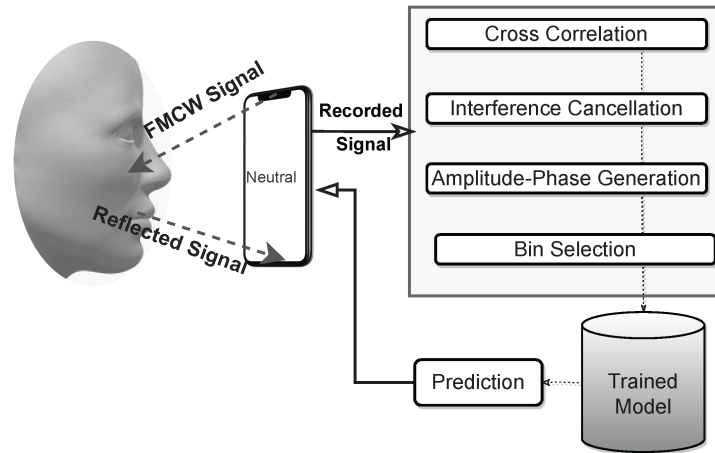 FMCW Signal
Reflected Signal
Neutral
Recorded
Signal
Cross Correlation
Interference Cancellation
Amplitude-Phase Generation
Bin Selection
Trained
Model
Prediction